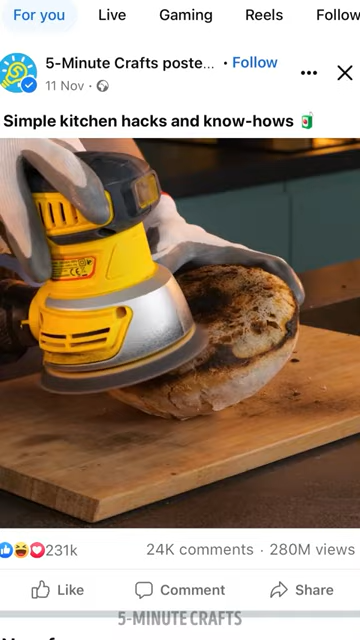 For you Live Gaming Reels Follow
5-Minute Crafts poste... · Follow
11 Nov ·
Simple kitchen hacks and know-hows
231k 24K comments · 280M views
Like Comment Share
5-MINUTE CRAFTS